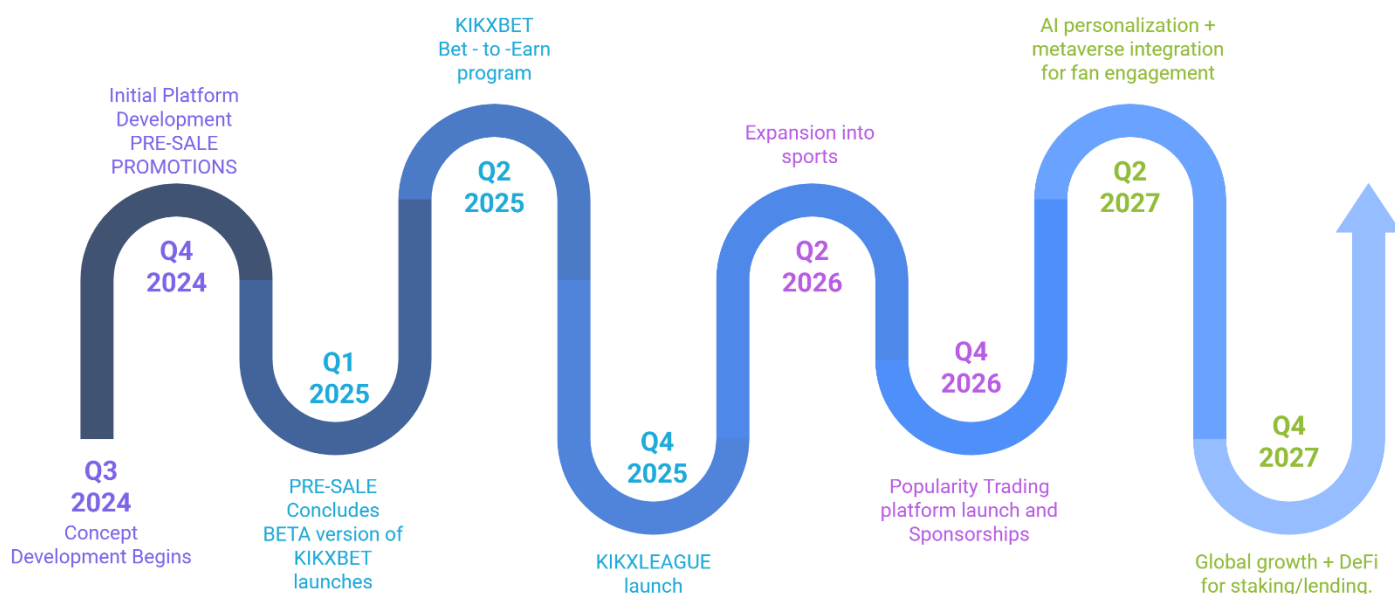 Q3
2024
Concept
Development Begins
Initial Platform
Development
PRE-SALE
PROMOTIONS
Q4
2024
Q1
2025
PRE-SALE
Concludes
BETA version of
KIKXBET
launches
KIKXBET
Bet - to -Earn
program
Q2
2025
Q4
2025
KIKXLEAGUE
launch
Expansion into
sports
Q2
2026
Q4
2026
Popularity Trading
platform launch and
Sponsorships
AI personalization +
metaverse integration
for fan engagement
Q2
2027
Q4
2027
Global growth + DeFi
for staking/lending.